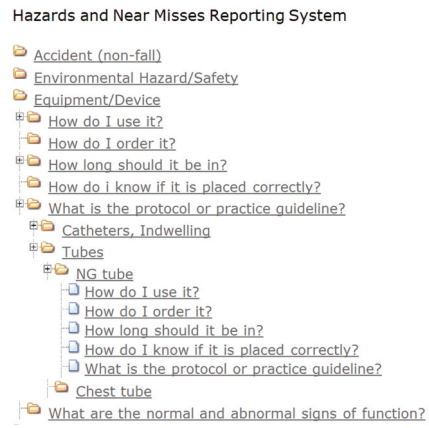 Hazards and Near Misses Reporting System
Accident (non-fall)
Environmental Hazard/Safety
Equipment/Device
How do I use it?
How do I order it?
How long should it be in?
How do i know if it is placed correctly?
What is the protocol or practice guideline?
Catheters, Indwelling
Tubes
NG tube
How do I use it?
How do I order it?
How long should it be in?
How do I know if it is placed correctly?
What is the protocol or practice guideline?
Chest tube
What are the normal and abnormal signs of function?